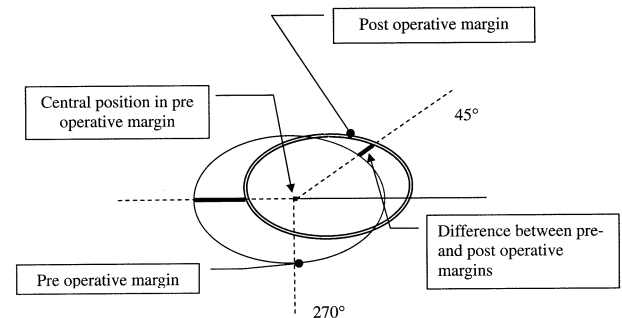 Post operative margin
Central position in pre
operative margin
45°
Difference between pre-
and post operative
margins
Pre operative margin
270°